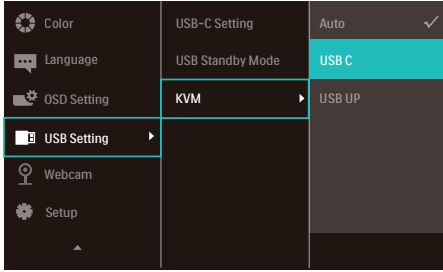 Color
Language
OSD Setting
USB Setting
Webcam
Setup
USB-C Setting
USB Standby Mode
KVM
Auto
USB C
USB UP